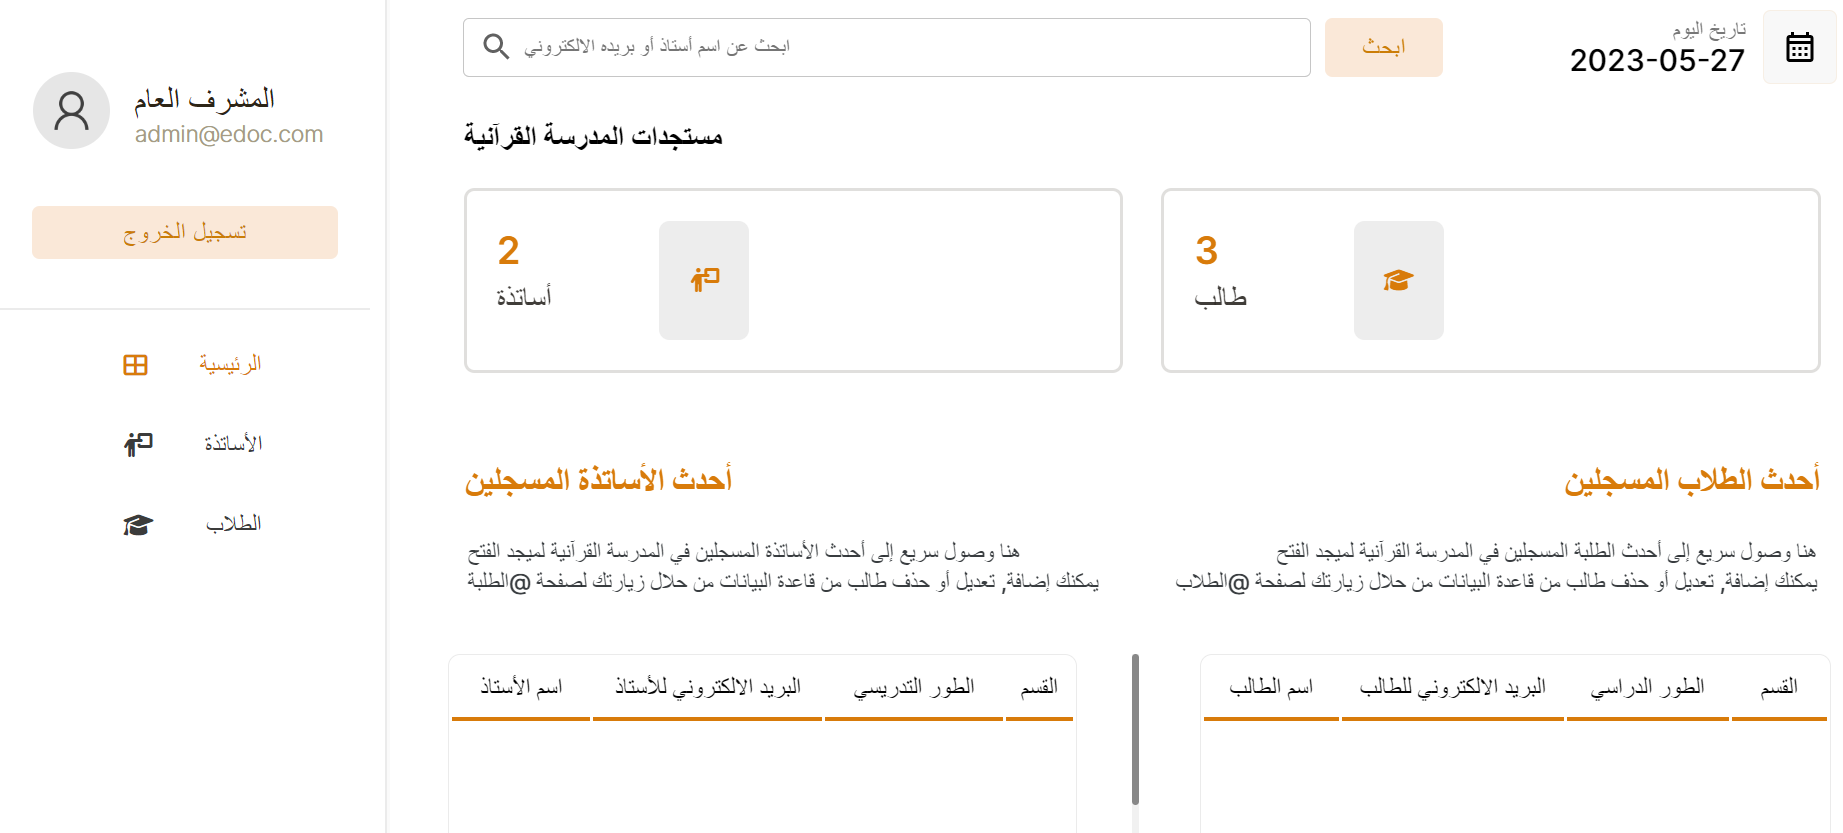 المشرف العام
admin@edoc.com
تسجيل الخروج
الرئيسية
الأساتذة
الطلاب
ابحث عن اسم أستاذ أو بريده الالكتروني
ابحث
تاريخ اليوم
2023-05-27
مستجدات المدرسة القرآنية
2
أساتذة
3
طالب
أحدث الأساتذة المسجلين
هنا وصول سريع إلى أحدث الأساتذة المسجلين في المدرسة القرآنية لميجد الفتح
يمكنك إضافة, تعديل أو حذف طالب من قاعدة البيانات من حلال زيارتك لصفحة @الطلبة
اسم الأستاذ
البريد الالكتروني للأستاذ
الطور التدريسي
القسم
أحدث الطلاب المسجلين
هنا وصول سريع إلى أحدث الطلبة المسجلين في المدرسة القرآنية لميجد الفتح
يمكنك إضافة, تعديل أو حذف طالب من قاعدة البيانات من حلال زيارتك لصفحة @الطلاب
اسم الطالب
البريد الالكتروني للطالب
الطور الدراسي
القسم